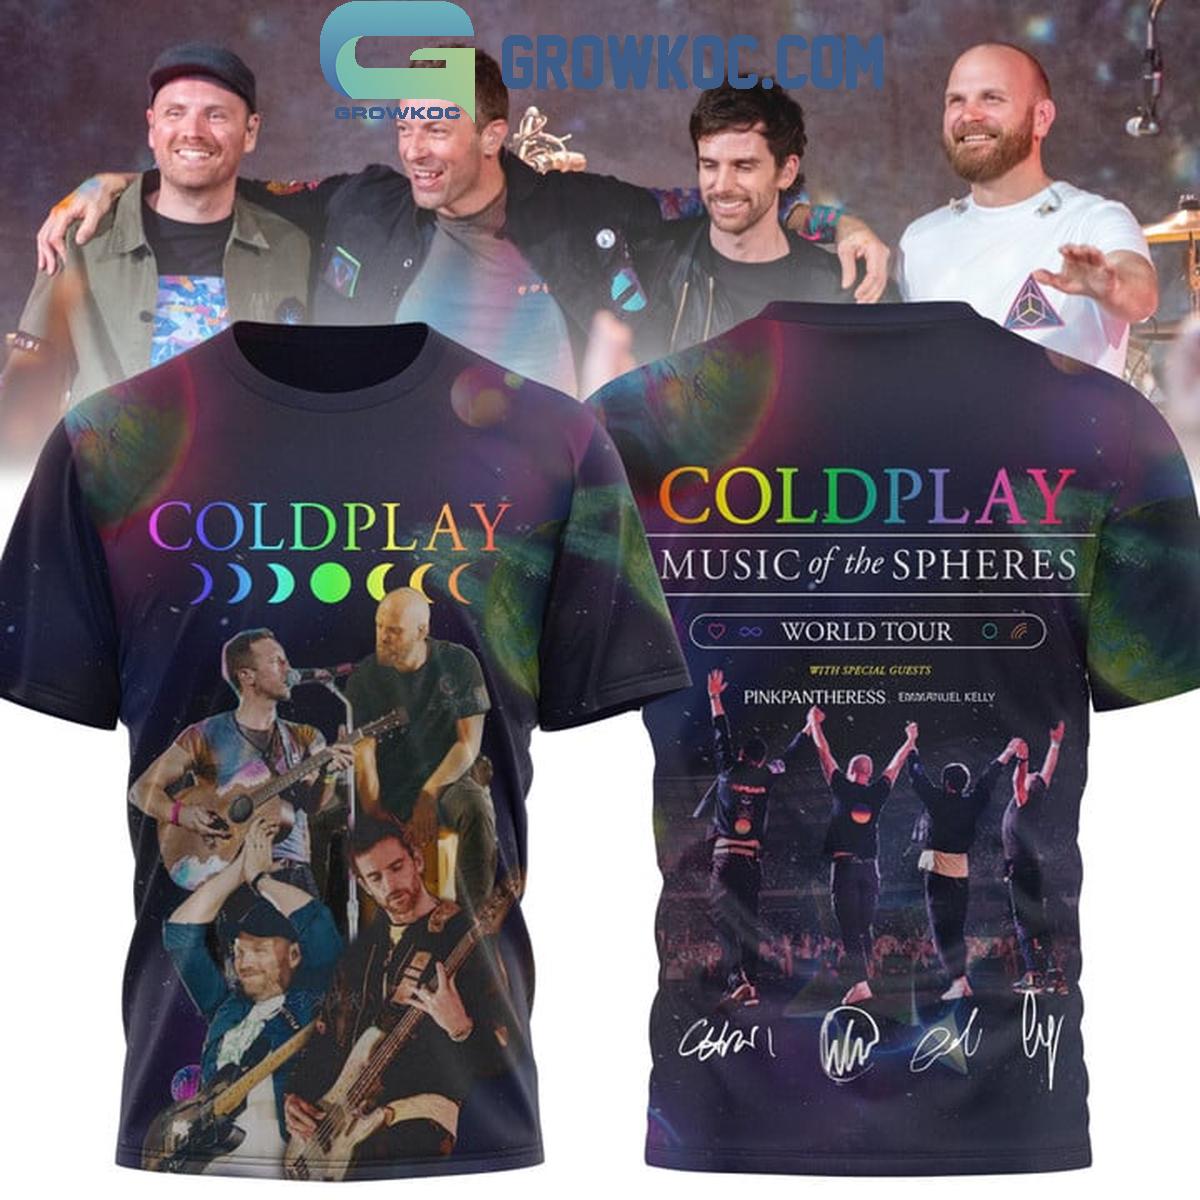 GROWKOC.COM
GROWKOC
COLDPLAY
COLDPLAY
MUSIC of the SPHERES
WORLD TOUR
WITH SPECIAL GUESTS
PINKPANTHERESS EMMANUEL KELLY